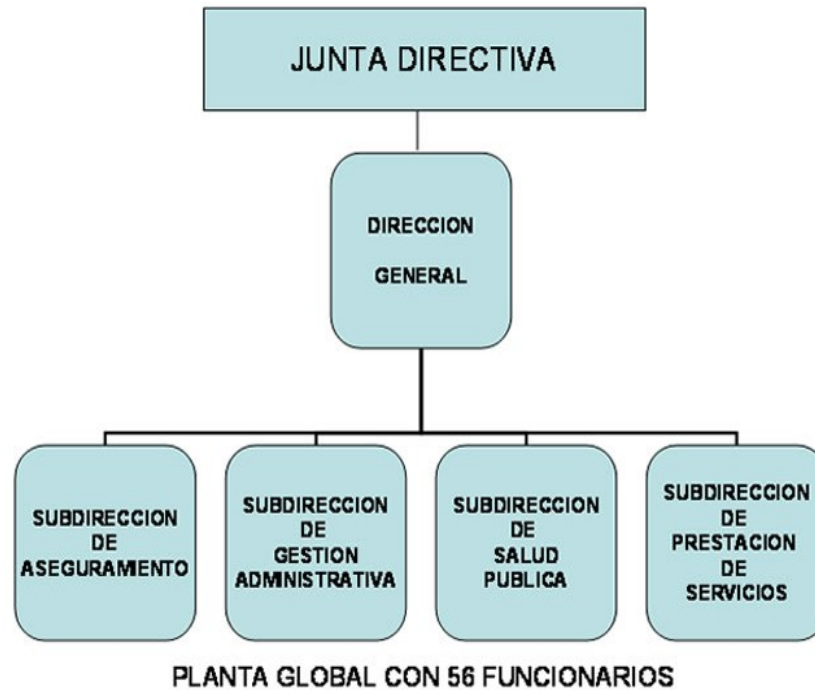 JUNTA DIRECTIVA
DIRECCION
GENERAL
SUBDIRECCION
DE
ASEGURAMIENTO
SUBDIRECCION
DE
GESTION
ADMINISTRATIVA
SUBDIRECCION
DE
SALUD
PUBLICA
SUBDIRECCION
DE
PRESTACION
DE
SERVICIOS
PLANTA GLOBAL CON 56 FUNCIONARIOS